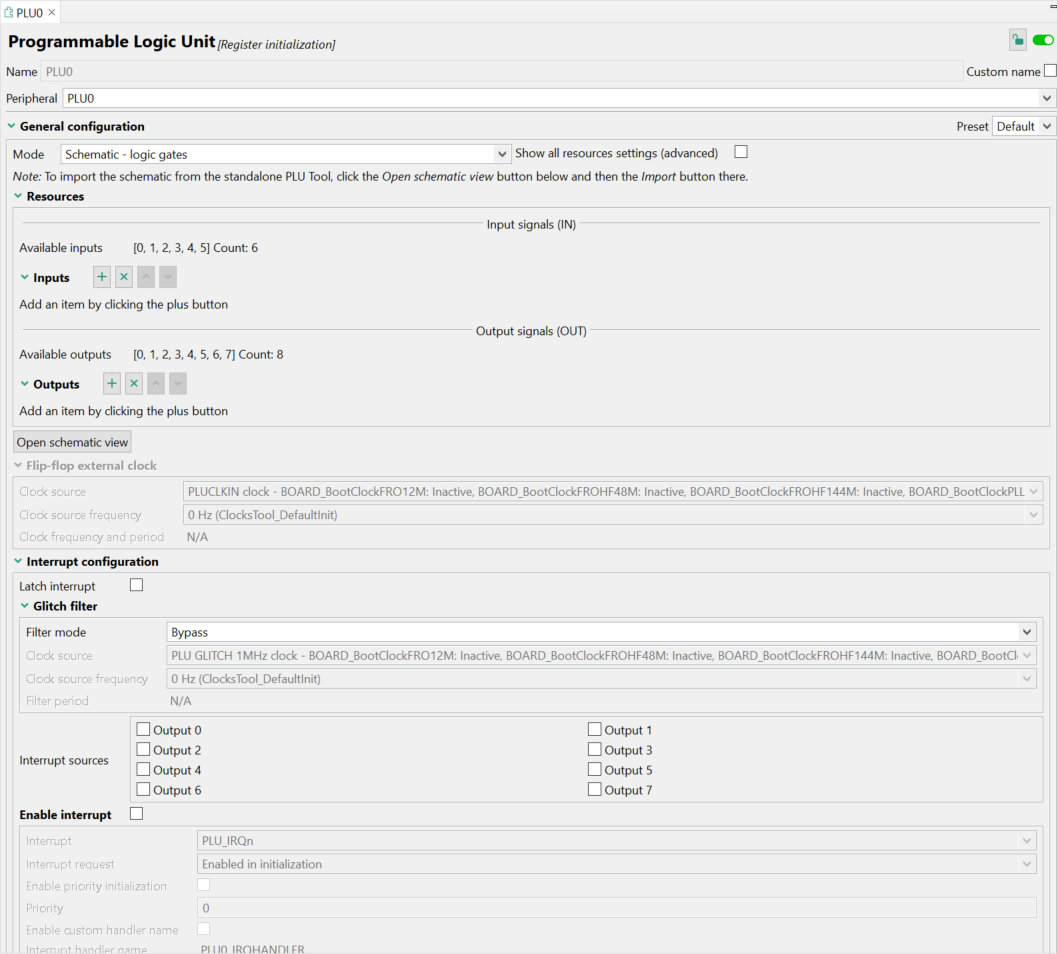 PLU0
Programmable Logic Unit [Register initialization]
Name PLU0 Custom name
Peripheral PLU0
General configuration Preset Default
Mode Schematic - logic gates Show all resources settings (advanced)
Note: To import the schematic from the standalone PLU Tool, click the Open schematic view button below and then the Import button there.
Resources
Input signals (IN)
Available inputs [0, 1, 2, 3, 4, 5] Count: 6
Inputs
Add an item by clicking the plus button
Output signals (OUT)
Available outputs [0, 1, 2, 3, 4, 5, 6, 7] Count: 8
Outputs
Add an item by clicking the plus button
Open schematic view
Flip-flop external clock
Clock source PLUCLKIN clock - BOARD_BootClockFRO12M: Inactive, BOARD_BootClockFROHF48M: Inactive, BOARD_BootClockFROHF144M: Inactive, BOARD_BootClockPLL
Clock source frequency 0 Hz (ClocksTool_DefaultInit)
Clock frequency and period N/A
Interrupt configuration
Latch interrupt
Glitch filter
Filter mode Bypass
Clock source PLU GLITCH 1MHz clock - BOARD_BootClockFRO12M: Inactive, BOARD_BootClockFROHF48M: Inactive, BOARD_BootClockFROHF144M: Inactive, BOARD_BootCl
Clock source frequency 0 Hz (ClocksTool_DefaultInit)
Filter period N/A
Interrupt sources
Output 0 Output 1
Output 2 Output 3
Output 4 Output 5
Output 6 Output 7
Enable interrupt
Interrupt PLU_IRQn
Interrupt request Enabled in initialization
Enable priority initialization
Priority 0
Enable custom handler name
Interrupt handler name PLU0_IRQHANDLER